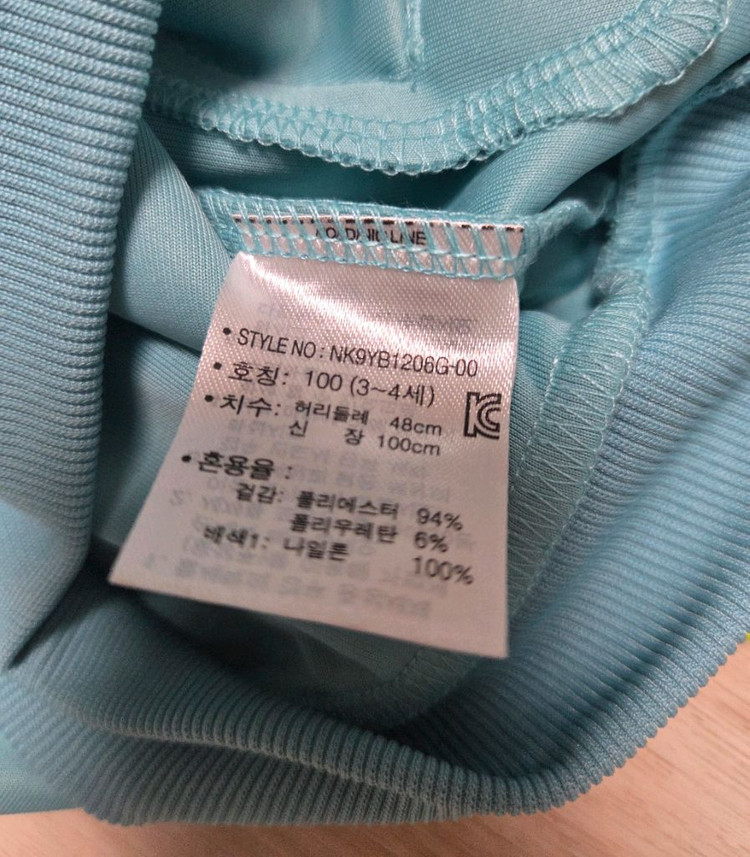 • STYLE NO : NK9YB1206G-00
• 호칭: 100 (3~4세)
• 치수: 허리둘레 48cm
신 장 100cm
• 혼용율 :
겉감: 폴리에스터 94%
폴리우레탄 6%
배색1: 나일론 100%